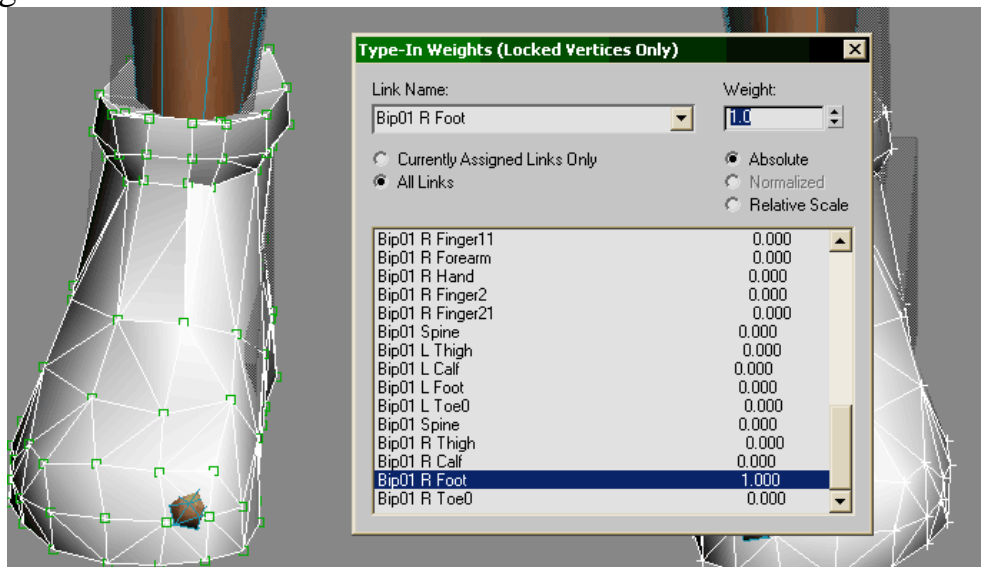 Type-In Weights (Locked Vertices Only)
Link Name: Weight:
Bip01 R Foot 1.0
Currently Assigned Links Only Absolute
All Links Normalized
Relative Scale
Bip01 R Finger11 0.000
Bip01 R Forearm 0.000
Bip01 R Hand 0.000
Bip01 R Finger2 0.000
Bip01 R Finger21 0.000
Bip01 Spine 0.000
Bip01 L Thigh 0.000
Bip01 L Calf 0.000
Bip01 L Foot 0.000
Bip01 L Toe0 0.000
Bip01 Spine 0.000
Bip01 R Thigh 0.000
Bip01 R Calf 0.000
Bip01 R Foot 1.000
Bip01 R Toe0 0.000